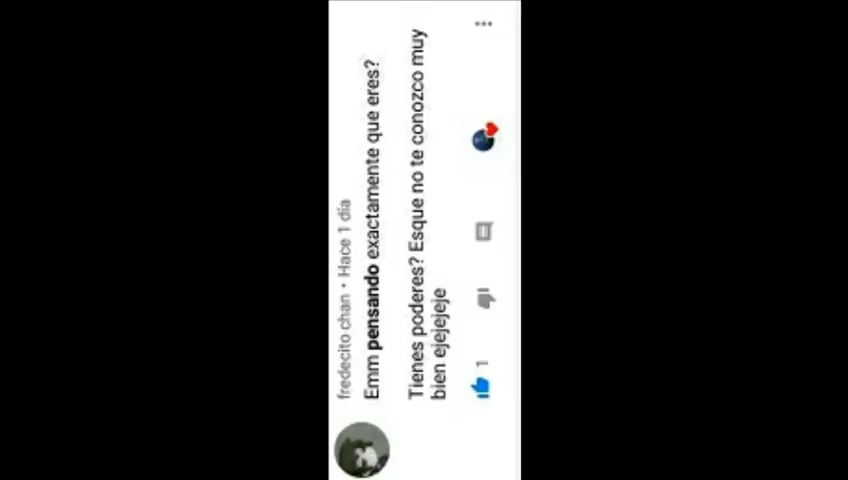 fredecito chan • Hace 1 día
Emm pensando exactamente que eres?
Tienes poderes? Esque no te conozco muy
bien ejejejeje
1